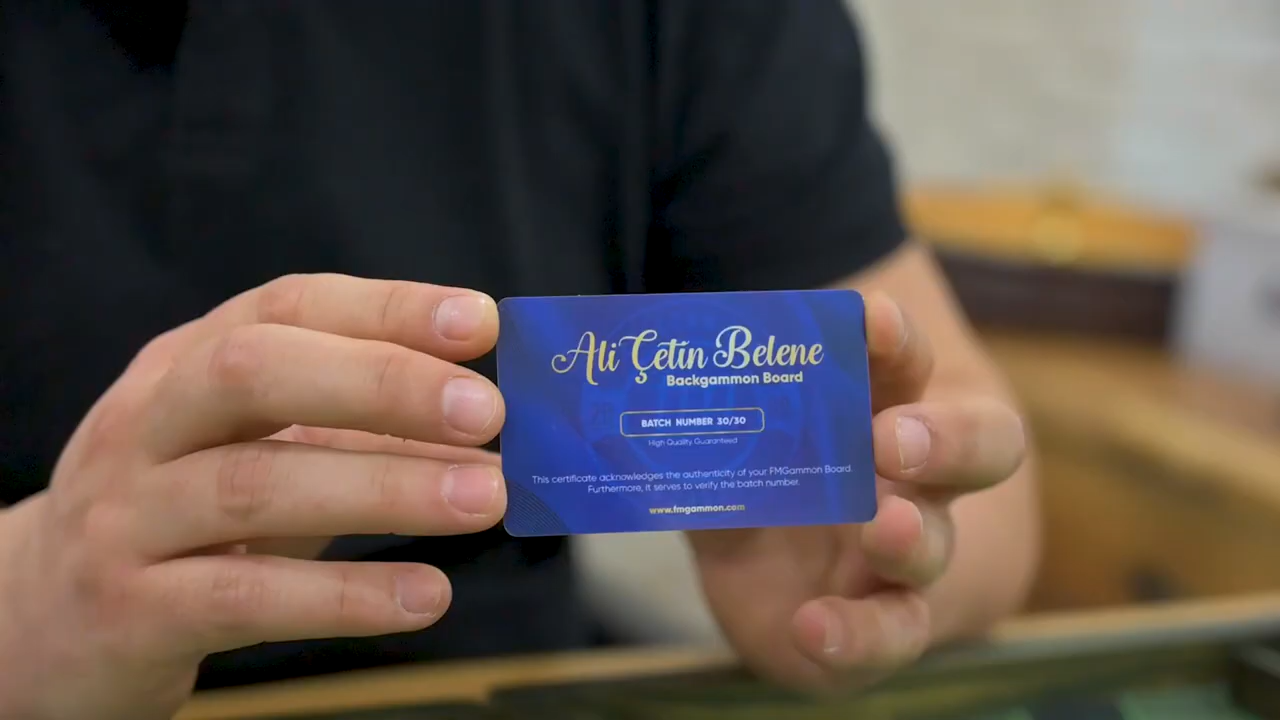 Ali Çetin Belene
Backgammon Board
BATCH NUMBER 30/30
High Quality Guaranteed
This certificate acknowledges the authenticity of your FMGammon Board.
Furthermore, it serves to verify the batch number.
www.fmgammon.com